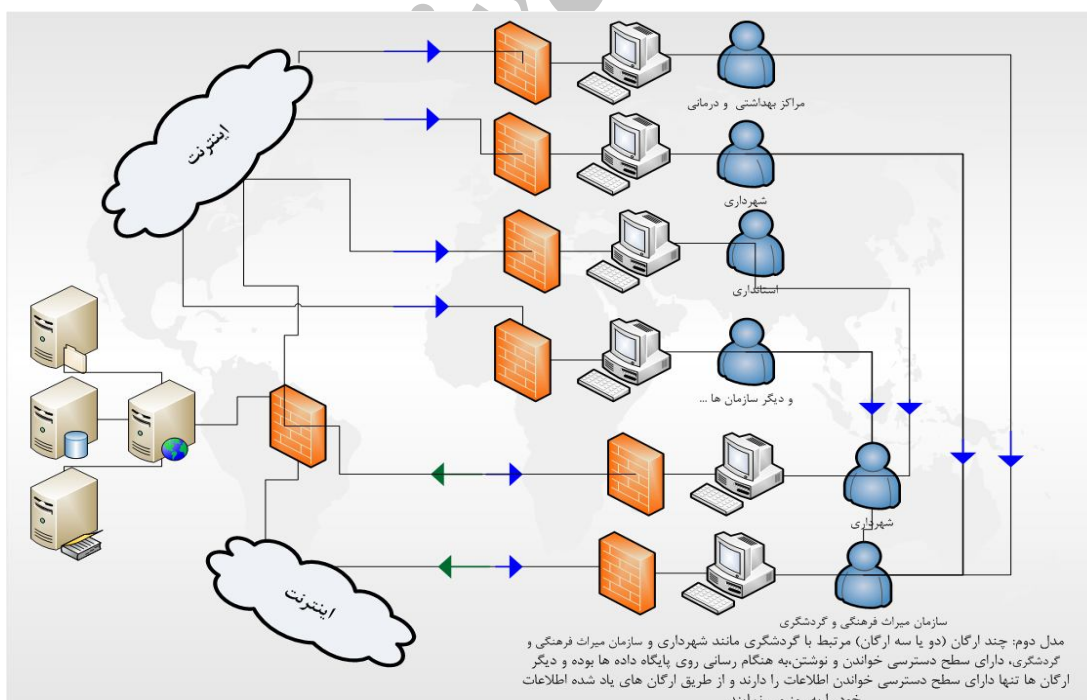 اینترنت
مراکز بهداشتی و درمانی
شهرداری
استانداری
و دیگر سازمان ها ...
شهرداری
اینترنت
سازمان میراث فرهنگی و گردشگری
مدل دوم: چند ارگان (دو یا سه ارگان) مرتبط با گردشگری مانند شهرداری و سازمان میراث فرهنگی و
گردشگری، دارای سطح دسترسی خواندن و نوشتن،به هنگام رسانی روی پایگاه داده ها بوده و دیگر
ارگان ها تنها دارای سطح دسترسی خواندن اطلاعات را دارند و از طریق ارگان های یاد شده اطلاعات